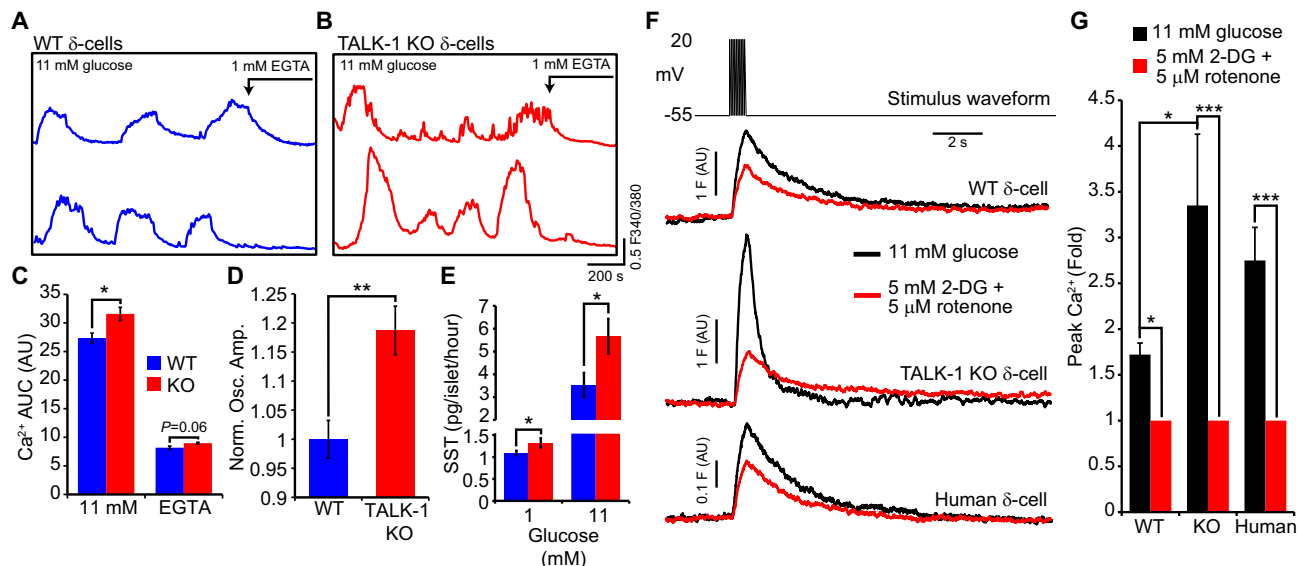 A
WT δ-cells
11 mM glucose
1 mM EGTA
B
TALK-1 KO δ-cells
11 mM glucose
1 mM EGTA
0.5 F340/380
200 s
C
Ca²⁺ AUC (AU)
40
35
30
25
20
15
10
5
0
*
P=0.06
WT
KO
11 mM
EGTA
D
Norm. Osc. Amp.
1.25
1.2
1.15
1.1
1.05
1
0.95
0.9
**
WT
TALK-1
KO
E
SST (pg/islet/hour)
7
6
5
4
3
2
1.5
1
0.5
0
*
*
1
11
Glucose
(mM)
F
20
mV
-55
Stimulus waveform
2 s
1 F (AU)
WT δ-cell
11 mM glucose
5 mM 2-DG +
5 µM rotenone
1 F (AU)
TALK-1 KO δ-cell
0.1 F (AU)
Human δ-cell
G
11 mM glucose
5 mM 2-DG +
5 µM rotenone
Peak Ca²⁺ (Fold)
4.5
4
3.5
3
2.5
2
1.5
1
0.5
0
*
***
***
*
WT
KO
Human